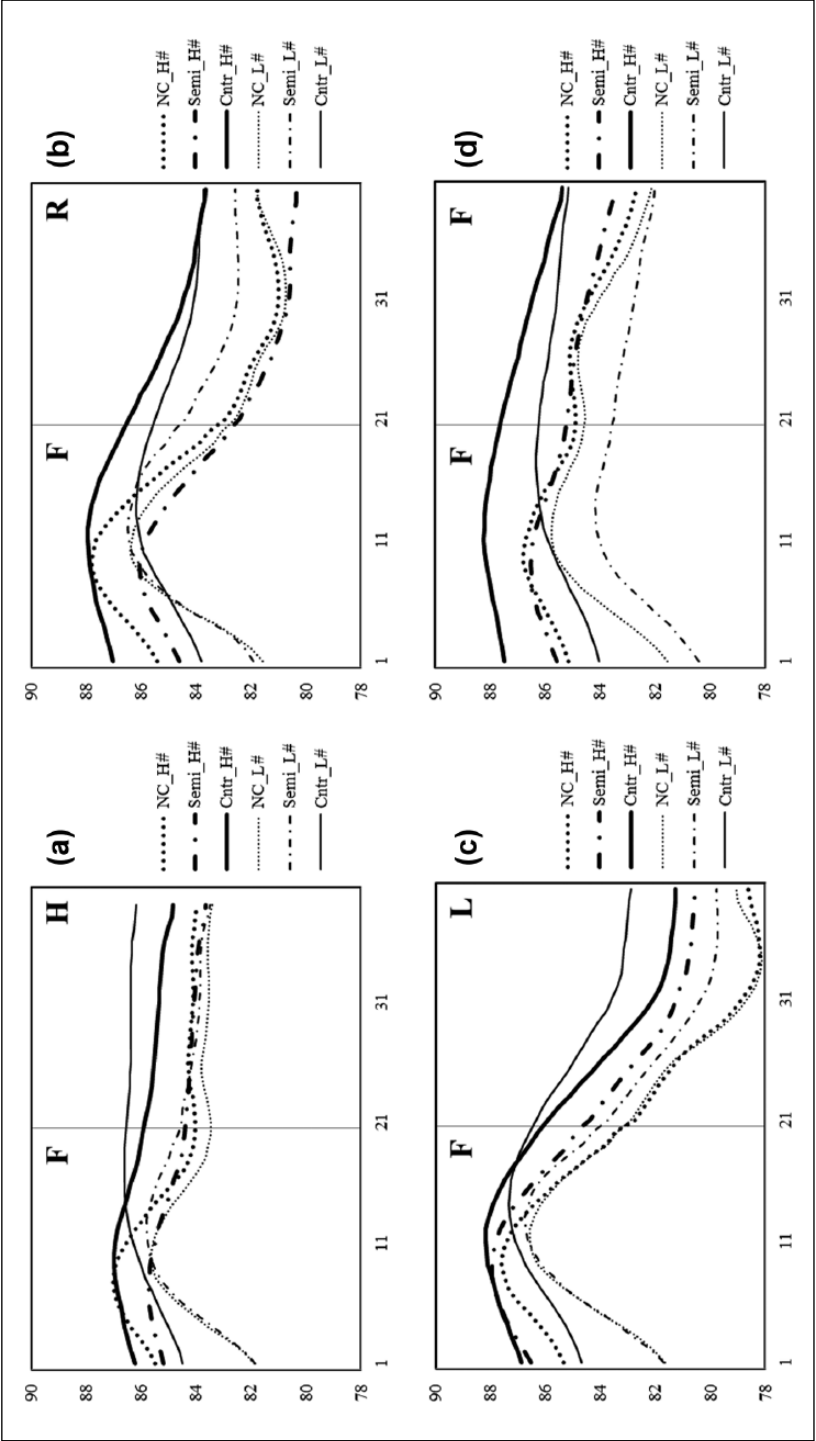 (a)
F
H
90
88
86
84
82
80
78
1
11
21
31
NC_H#
Semi_H#
Cntr_H#
NC_L#
Semi_L#
Cntr_L#
(b)
F
R
90
88
86
84
82
80
78
1
11
21
31
NC_H#
Semi_H#
Cntr_H#
NC_L#
Semi_L#
Cntr_L#
(c)
F
L
90
88
86
84
82
80
78
1
11
21
31
NC_H#
Semi_H#
Cntr_H#
NC_L#
Semi_L#
Cntr_L#
(d)
F
F
90
88
86
84
82
80
78
1
11
21
31
NC_H#
Semi_H#
Cntr_H#
NC_L#
Semi_L#
Cntr_L#